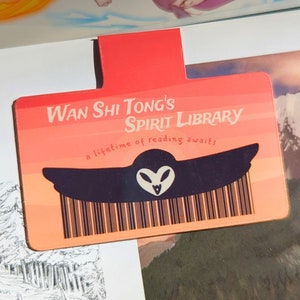 Wan Shi Tong's
Spirit Library
a lifetime of reading awaits